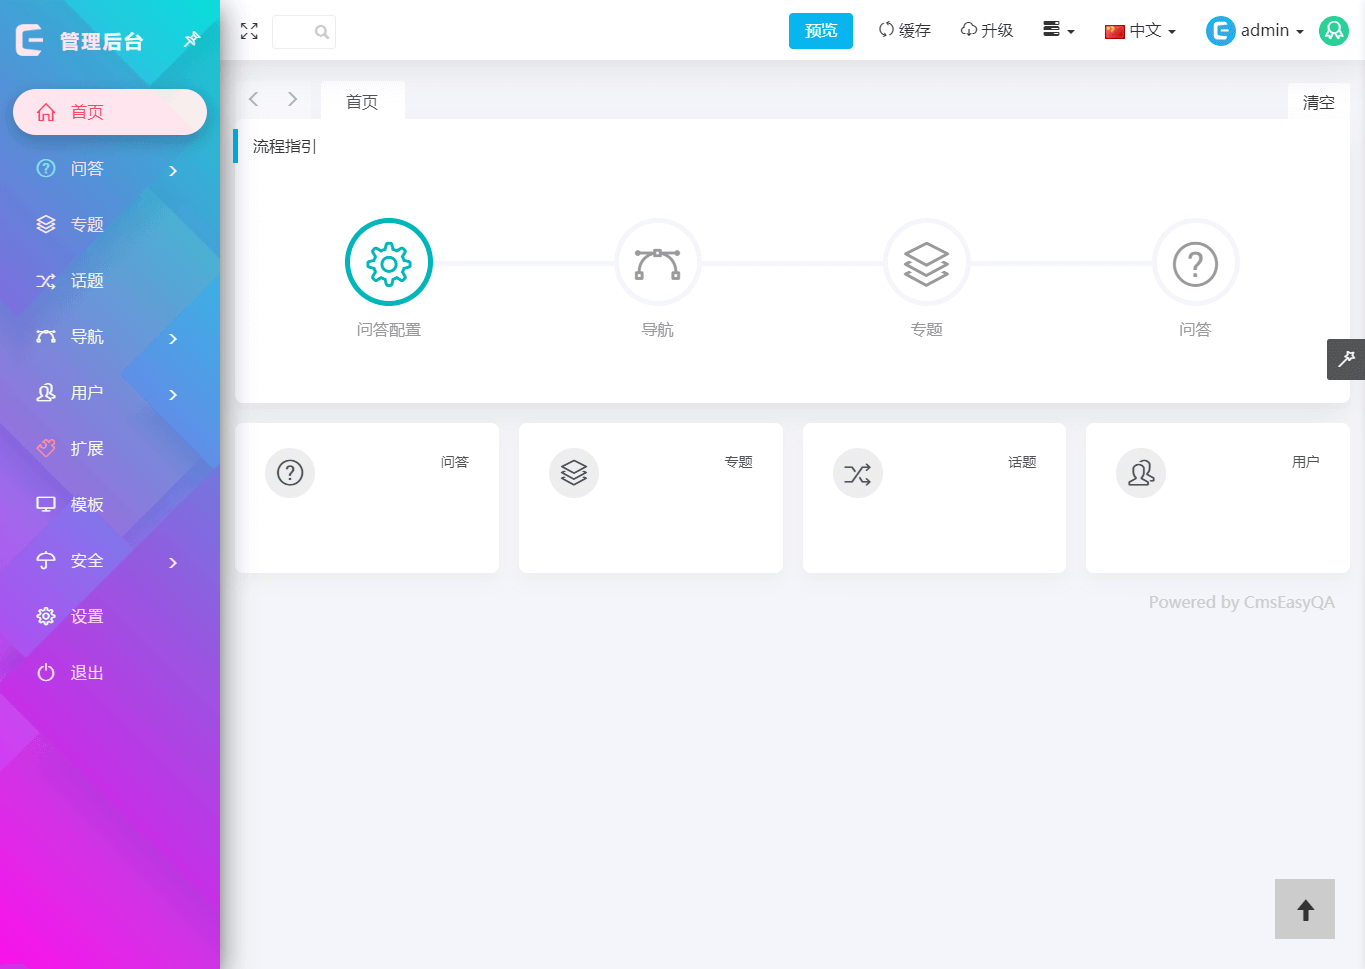 管理后台
首页
问答
专题
话题
导航
用户
扩展
模板
安全
设置
退出
预览
缓存
升级
中文
admin
首页
清空
流程指引
问答配置
导航
专题
问答
问答
专题
话题
用户
Powered by CmsEasyQA